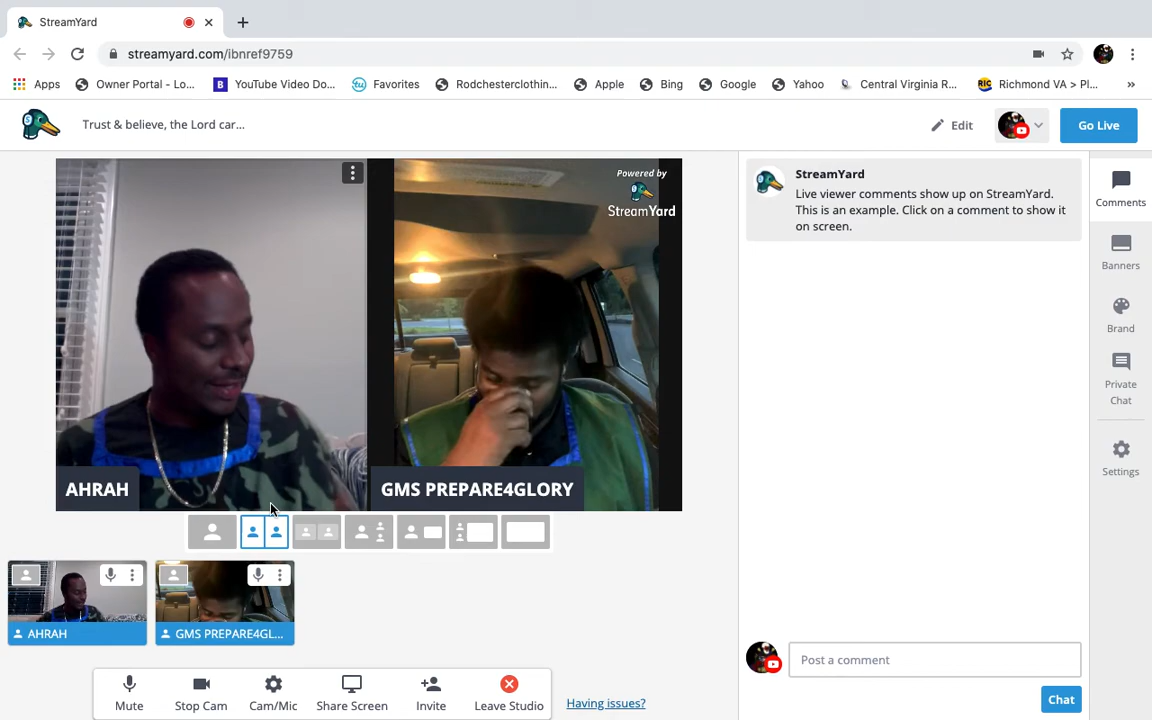 StreamYard
streamyard.com/ibnref9759
Apps
Owner Portal - Lo...
YouTube Video Do...
Favorites
Rodchesterclothin...
Apple
Bing
Google
Yahoo
Central Virginia R...
RIC
Richmond VA > Pl...
»
Trust & believe, the Lord car...
Edit
Go Live
Powered by
StreamYard
AHRAH
GMS PREPARE4GLORY
StreamYard
Live viewer comments show up on StreamYard.
This is an example. Click on a comment to show it
on screen.
Comments
Banners
Brand
Private
Chat
Settings
AHRAH
GMS PREPARE4GL...
Post a comment
Chat
Mute
Stop Cam
Cam/Mic
Share Screen
Invite
Leave Studio
Having issues?